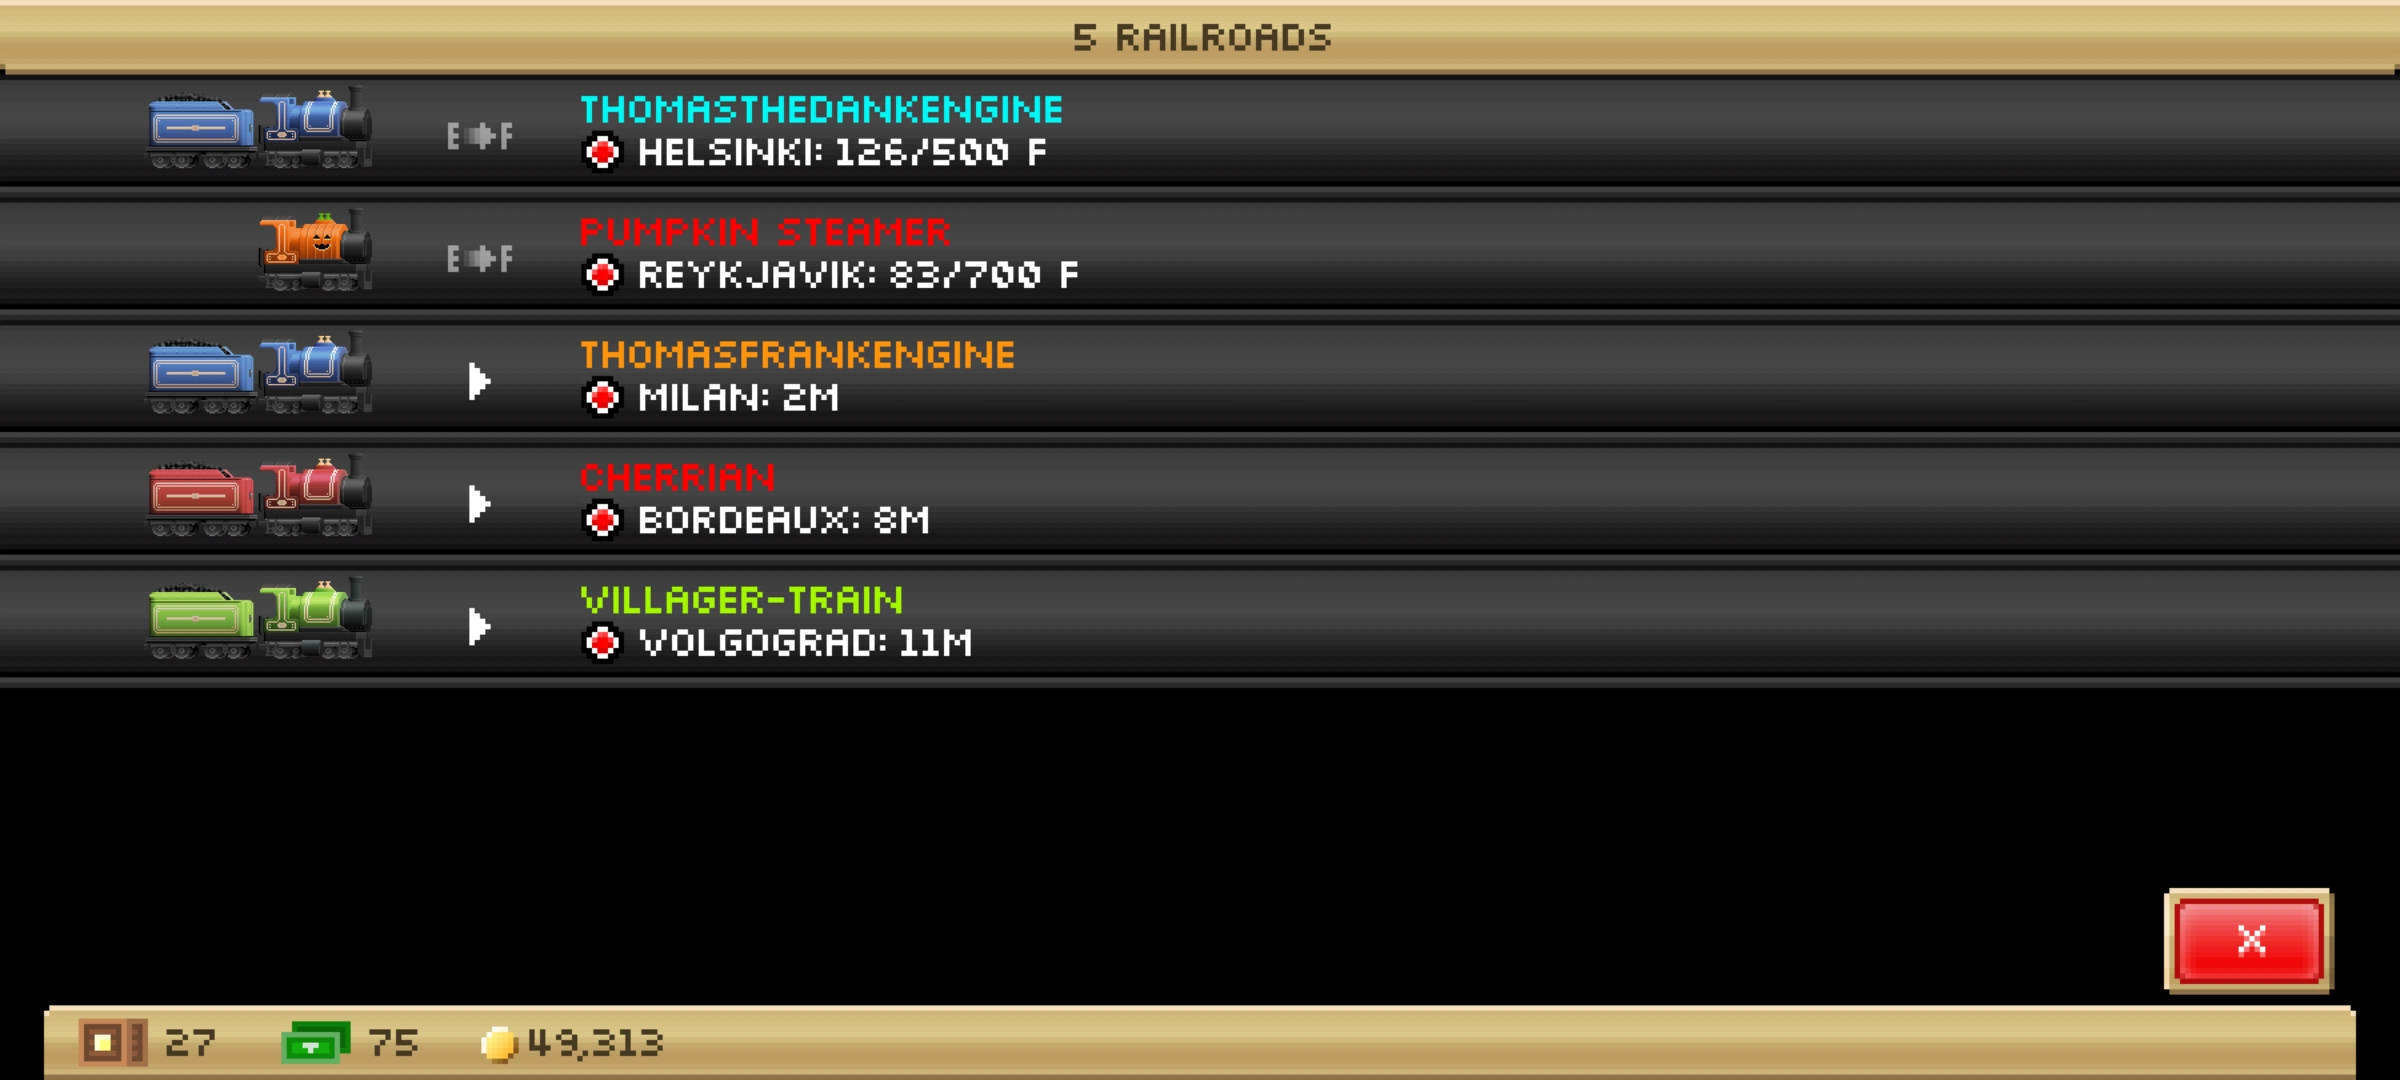 5 RAILROADS
THOMASTHEDANKENGINE
E F
HELSINKI: 126/500 F
PUMPKIN STEAMER
E F
REYKJAVIK: 83/700 F
THOMASFRANKENGINE
MILAN: 2M
CHERRIAN
BORDEAUX: 8M
VILLAGER-TRAIN
VOLGOGRAD: 11M
X
27 75 49,313